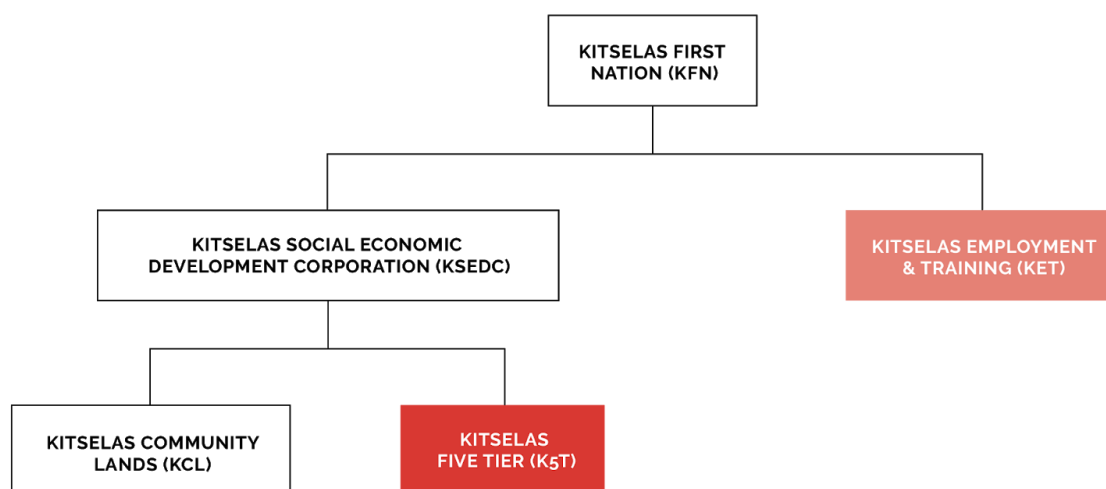 KITSELAS FIRST
NATION (KFN)
KITSELAS SOCIAL ECONOMIC
DEVELOPMENT CORPORATION (KSEDC)
KITSELAS EMPLOYMENT
& TRAINING (KET)
KITSELAS COMMUNITY
LANDS (KCL)
KITSELAS
FIVE TIER (K5T)